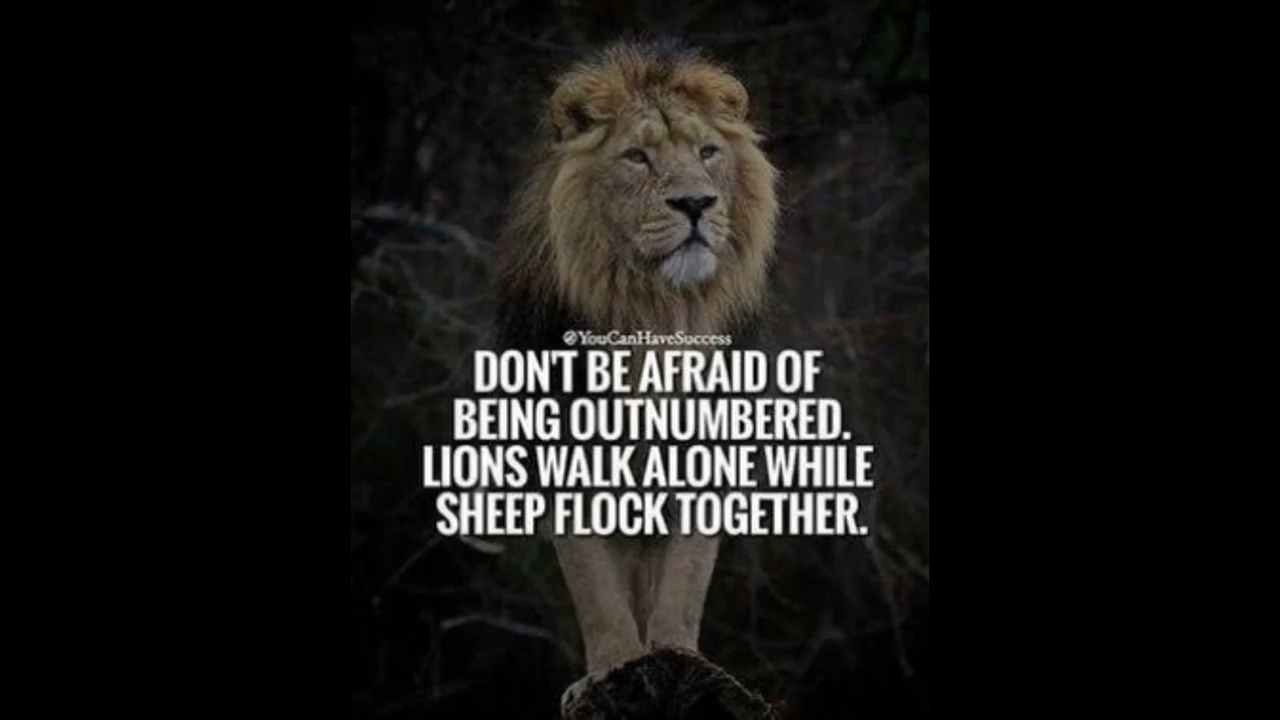 @YouCanHaveSuccess
DON'T BE AFRAID OF
BEING OUTNUMBERED.
LIONS WALK ALONE WHILE
SHEEP FLOCK TOGETHER.